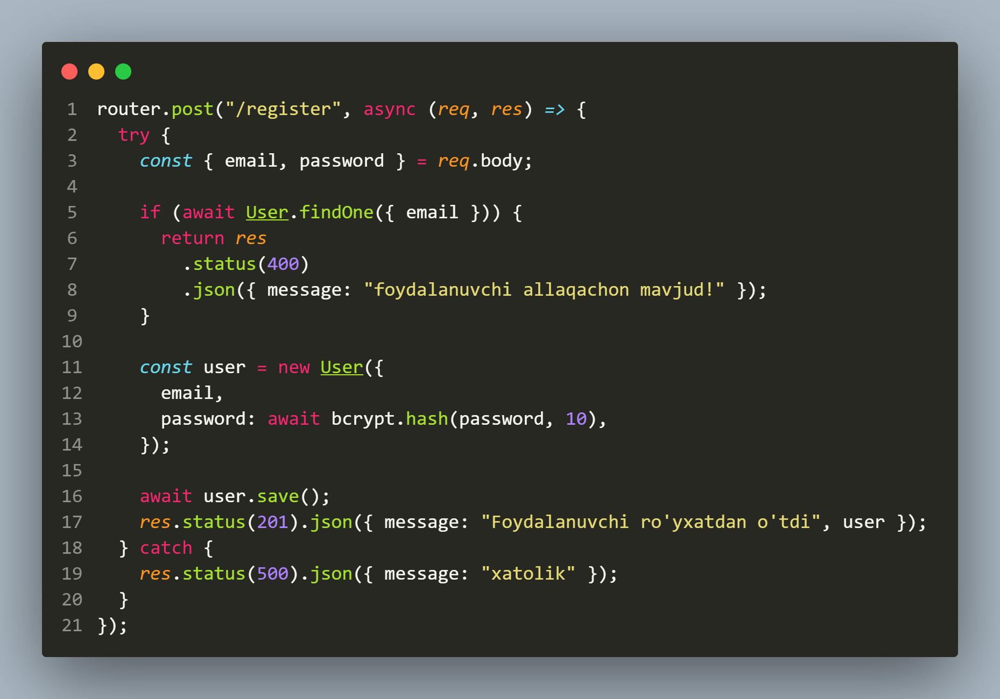 1 router.post("/register", async (req, res) => {
2   try {
3     const { email, password } = req.body;
4
5     if (await User.findOne({ email })) {
6       return res
7         .status(400)
8         .json({ message: "foydalanuvchi allaqachon mavjud!" });
9     }
10
11     const user = new User({
12       email,
13       password: await bcrypt.hash(password, 10),
14     });
15
16     await user.save();
17     res.status(201).json({ message: "Foydalanuvchi ro'yxatdan o'tdi", user });
18   } catch {
19     res.status(500).json({ message: "xatolik" });
20   }
21 });